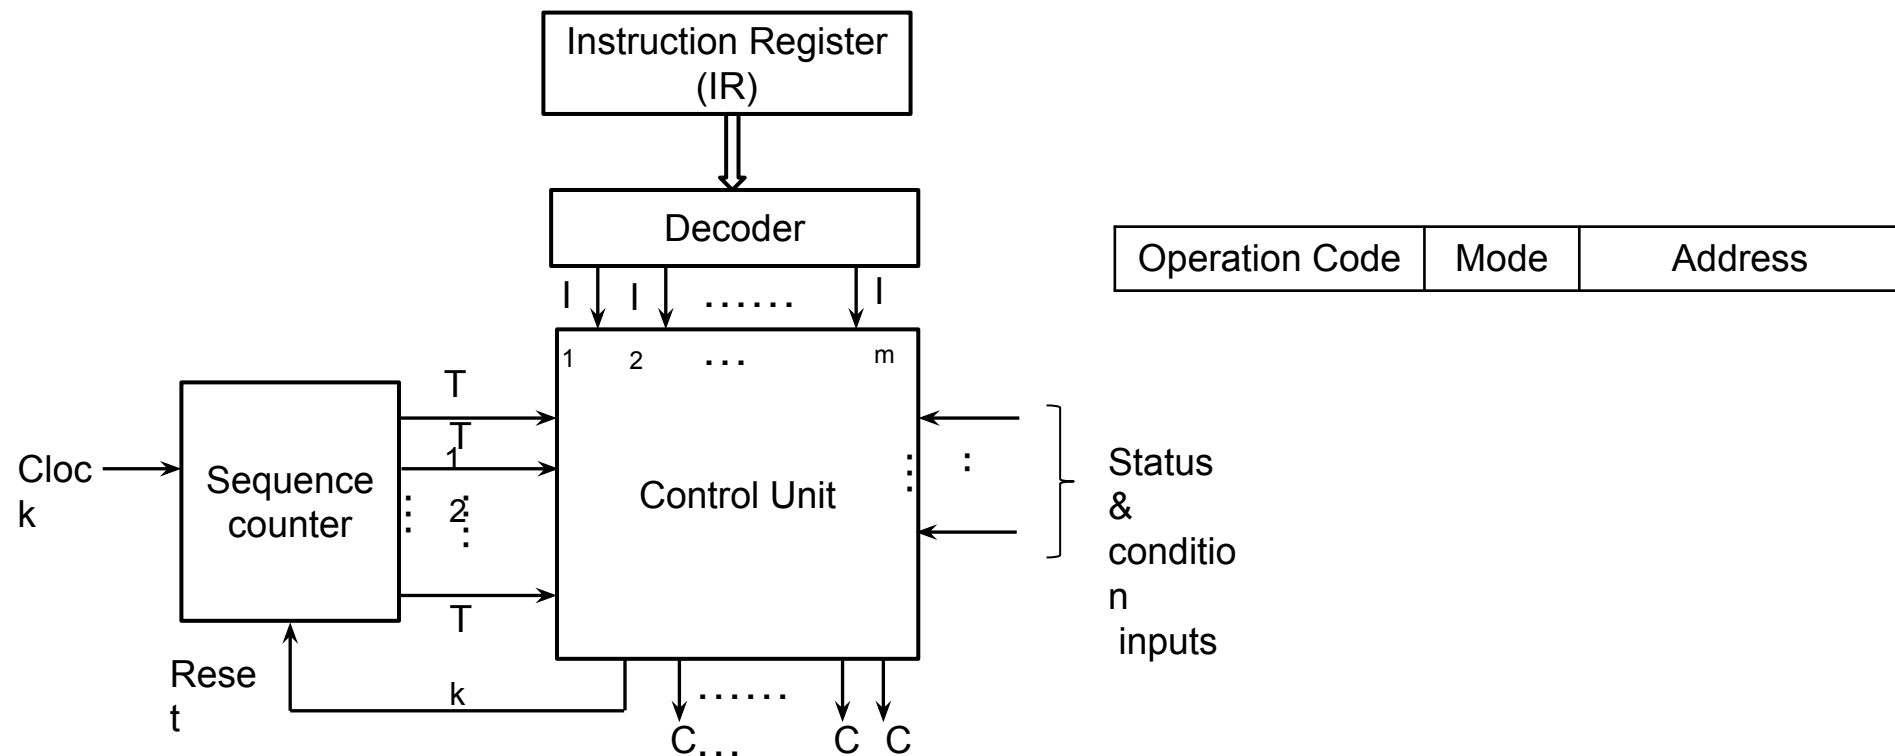 Instruction Register
(IR)
Decoder
Operation Code Mode Address
I I ...... I
1 2 ... m
T
T
1
2
T
k
Cloc
k
Sequence
counter
Control Unit
Status
&
conditio
n
inputs
Rese
t
......
C... C C